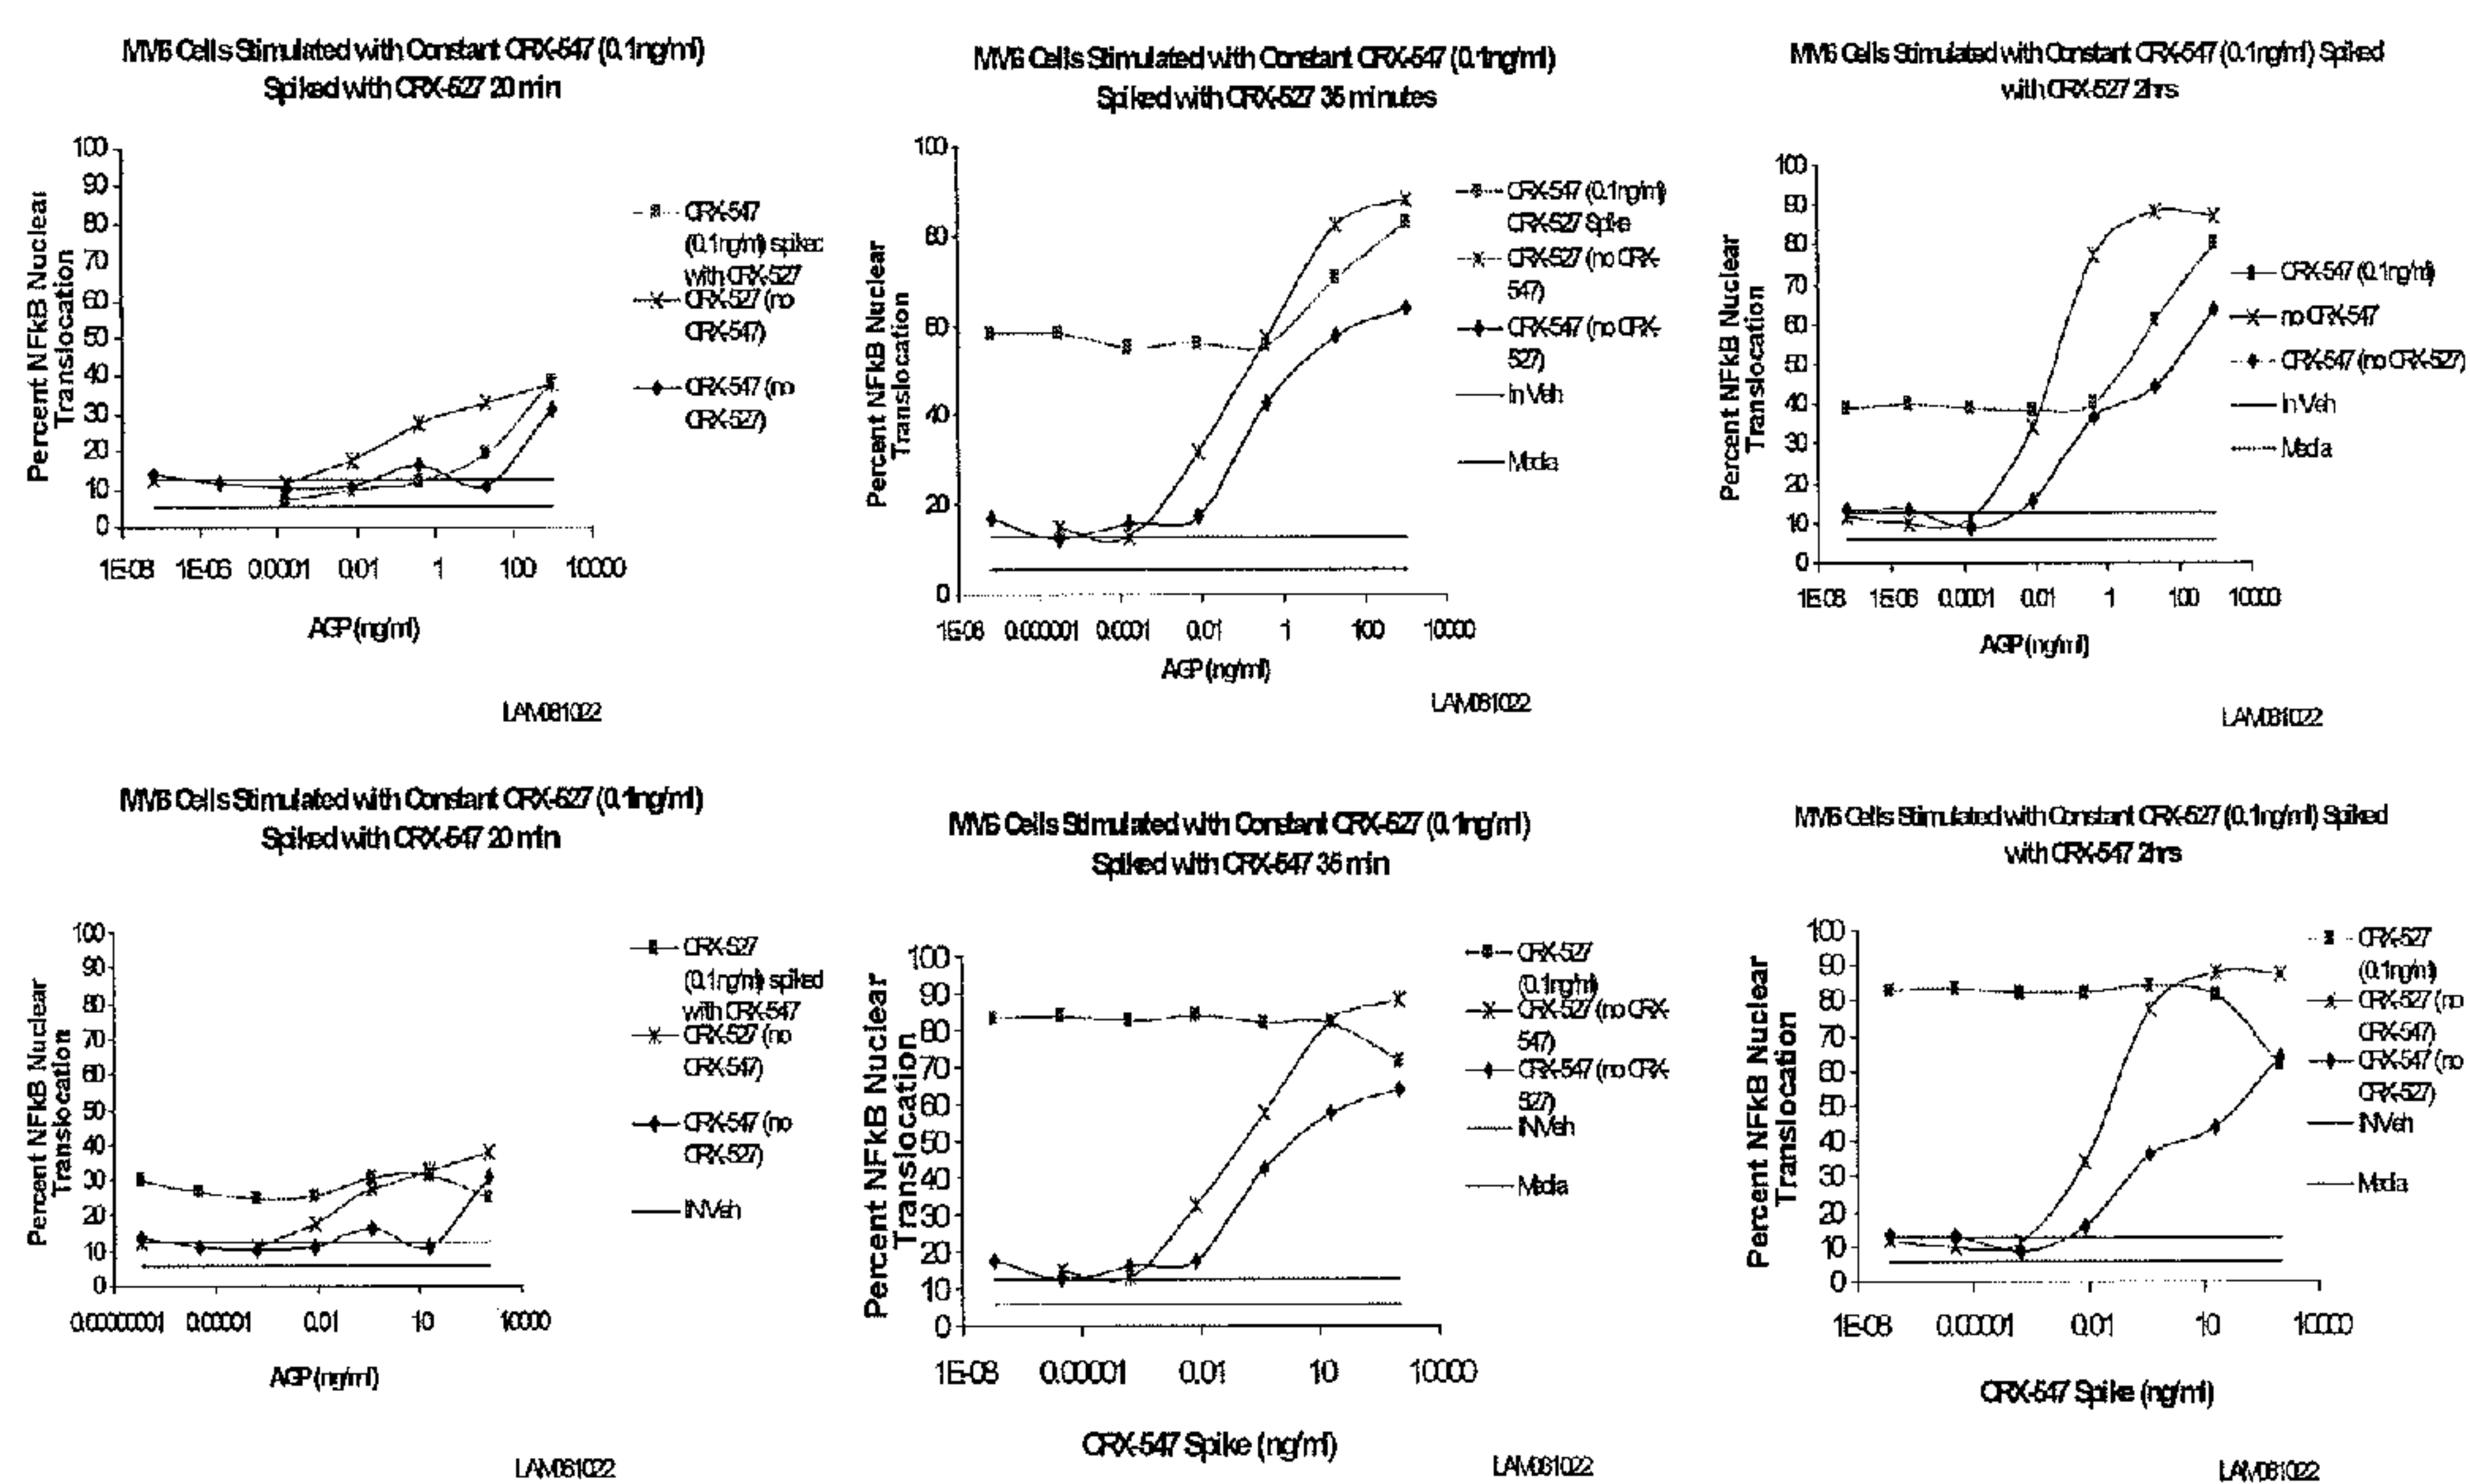 MM6 Cells Stimulated with Constant CRX-547 (0.1ng/ml)
Spiked with CRX-527 20 min
Percent NFkB Nuclear
Translocation
100
90
80
70
60
50
40
30
20
10
0
1E-08 1E-06 0.0001 0.01 1 100 10000
AGP (ng/ml)
CRX-547
(0.1ng/ml) spiked
with CRX-527
CRX-527 (no
CRX-547)
CRX-547 (no
CRX-527)
LAM061022
MM6 Cells Stimulated with Constant CRX-547 (0.1ng/ml)
Spiked with CRX-527 35 minutes
Percent NFkB Nuclear
Translocation
100
80
60
40
20
0
1E-08 0.000001 0.0001 0.01 1 100 10000
AGP (ng/ml)
CRX-547 (0.1ng/ml)
CRX-527 Spike
CRX-527 (no CRX-
547)
CRX-547 (no CRX-
527)
In Veh
Media
LAM061022
MM6 Cells Stimulated with Constant CRX-547 (0.1ng/ml) Spiked
with CRX-527 2hrs
Percent NFkB Nuclear
Translocation
100
90
80
70
60
50
40
30
20
10
0
1E-08 1E-06 0.0001 0.01 1 100 10000
AGP (ng/ml)
CRX-547 (0.1ng/ml)
no CRX-547
CRX-547 (no CRX-527)
In Veh
Media
LAM061022
MM6 Cells Stimulated with Constant CRX-527 (0.1ng/ml)
Spiked with CRX-547 20 min
Percent NFkB Nuclear
Translocation
100
90
80
70
60
50
40
30
20
10
0
0.00000001 0.00001 0.01 10 10000
AGP (ng/ml)
CRX-527
(0.1ng/ml) spiked
with CRX-547
CRX-527 (no
CRX-547)
CRX-547 (no
CRX-527)
IN Veh
LAM061022
MM6 Cells Stimulated with Constant CRX-527 (0.1ng/ml)
Spiked with CRX-547 35 min
Percent NFkB Nuclear
Translocation
100
90
80
70
60
50
40
30
20
10
0
1E-08 0.00001 0.01 10 10000
CRX-547 Spike (ng/ml)
CRX-527
(0.1ng/ml)
CRX-527 (no CRX-
547)
CRX-547 (no CRX-
527)
IN Veh
Media
LAM061022
MM6 Cells Stimulated with Constant CRX-527 (0.1ng/ml) Spiked
with CRX-547 2hrs
Percent NFkB Nuclear
Translocation
100
90
80
70
60
50
40
30
20
10
0
1E-08 0.00001 0.01 10 10000
CRX-547 Spike (ng/ml)
CRX-527
(0.1ng/ml)
CRX-527 (no
CRX-547)
CRX-547 (no
CRX-527)
IN Veh
Media
LAM061022